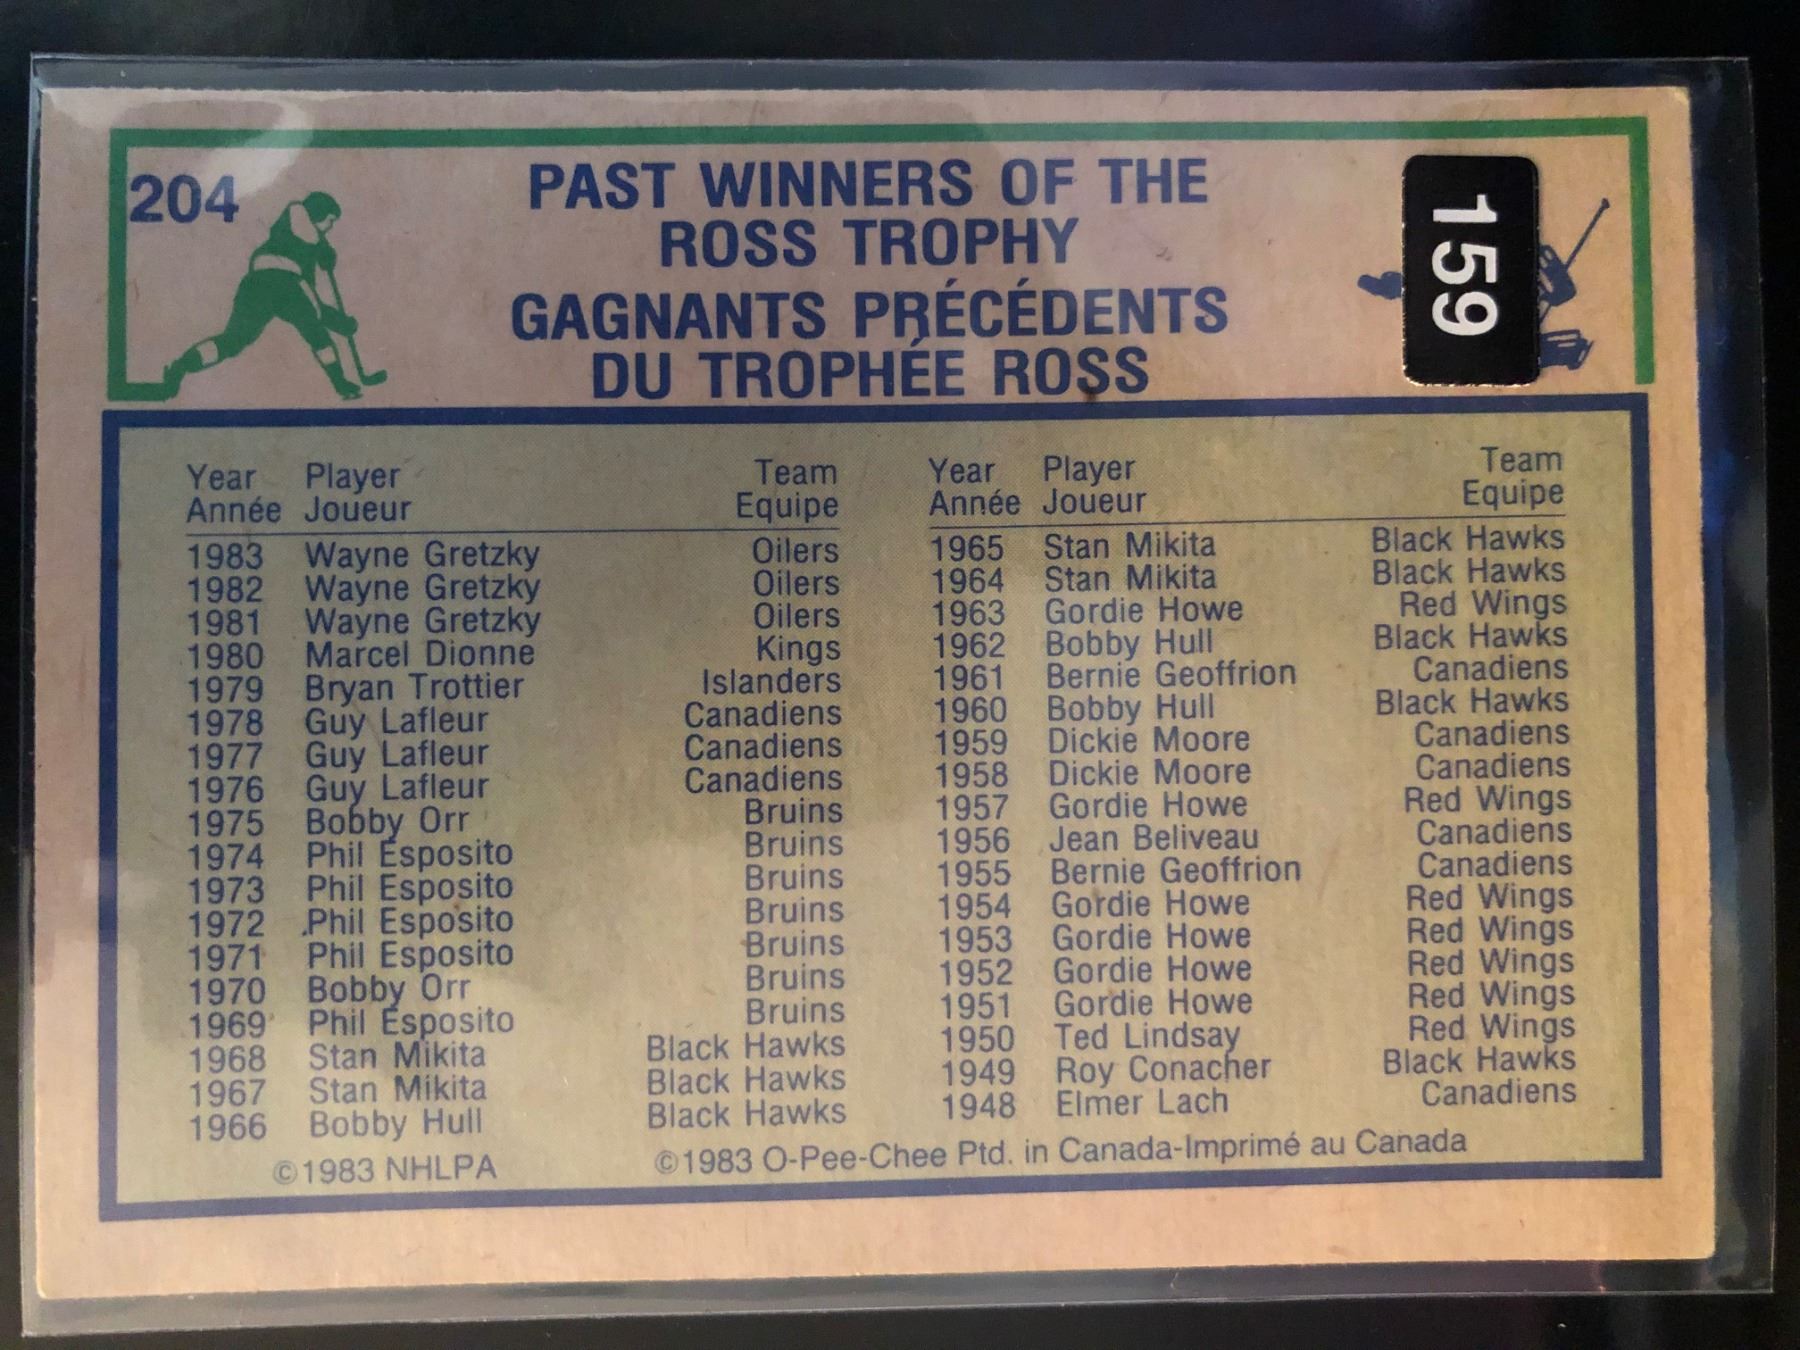 204
PAST WINNERS OF THE
ROSS TROPHY
GAGNANTS PRÉCÉDENTS
DU TROPHÉE ROSS
159
Year Player Team
Année Joueur Equipe
1983 Wayne Gretzky Oilers
1982 Wayne Gretzky Oilers
1981 Wayne Gretzky Oilers
1980 Marcel Dionne Kings
1979 Bryan Trottier Islanders
1978 Guy Lafleur Canadiens
1977 Guy Lafleur Canadiens
1976 Guy Lafleur Canadiens
1975 Bobby Orr Bruins
1974 Phil Esposito Bruins
1973 Phil Esposito Bruins
1972 Phil Esposito Bruins
1971 Phil Esposito Bruins
1970 Bobby Orr Bruins
1969 Phil Esposito Bruins
1968 Stan Mikita Black Hawks
1967 Stan Mikita Black Hawks
1966 Bobby Hull Black Hawks
Year Player Team
Année Joueur Equipe
1965 Stan Mikita Black Hawks
1964 Stan Mikita Black Hawks
1963 Gordie Howe Red Wings
1962 Bobby Hull Black Hawks
1961 Bernie Geoffrion Canadiens
1960 Bobby Hull Black Hawks
1959 Dickie Moore Canadiens
1958 Dickie Moore Canadiens
1957 Gordie Howe Red Wings
1956 Jean Beliveau Canadiens
1955 Bernie Geoffrion Canadiens
1954 Gordie Howe Red Wings
1953 Gordie Howe Red Wings
1952 Gordie Howe Red Wings
1951 Gordie Howe Red Wings
1950 Ted Lindsay Red Wings
1949 Roy Conacher Black Hawks
1948 Elmer Lach Canadiens
©1983 NHLPA ©1983 O-Pee-Chee Ptd. in Canada-Imprimé au Canada